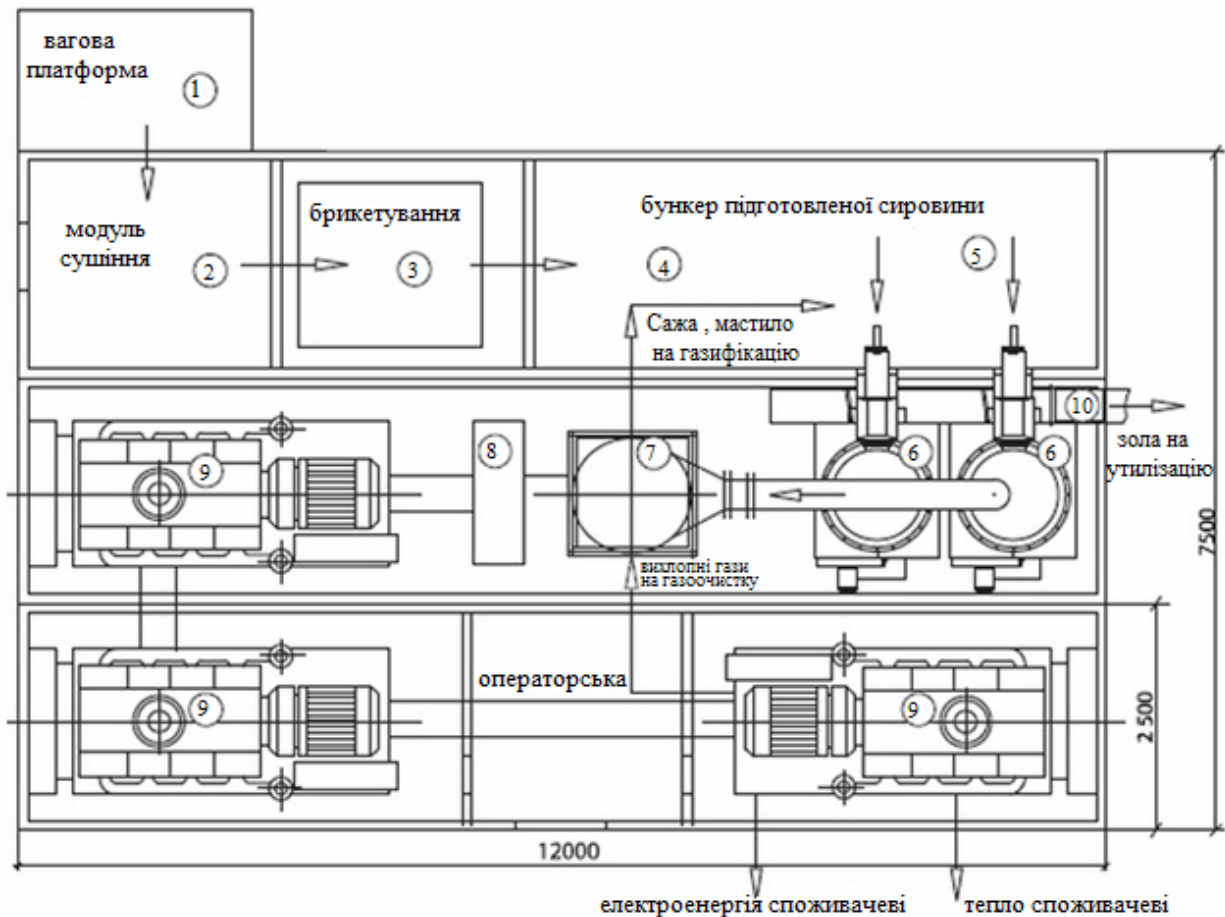 вагова
платформа
1
модуль
сушіння
2
брикетування
3
бункер підготовленої сировини
4
5
Сажа , мастило
на газифікацію
10
зола на
утилізацію
9
8
7
6
6
вихлопні гази
на газоочистку
7500
операторська
9
9
2 500
12000
електроенергія споживачеві
тепло споживачеві